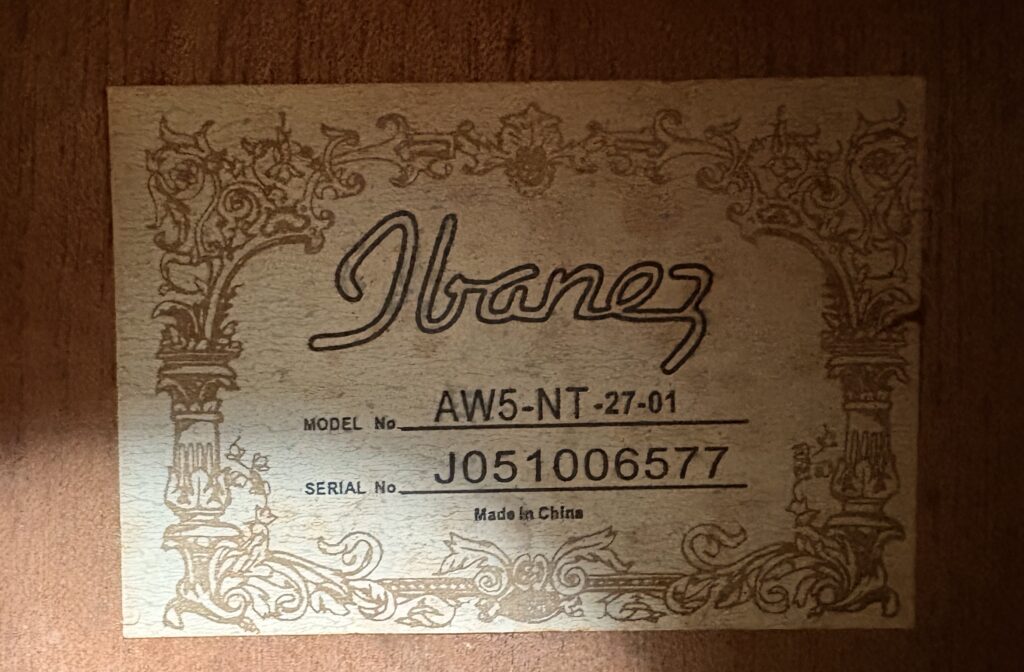 Ibanez
MODEL No. AW5-NT-27-01
SERIAL No. J051006577
Made in China